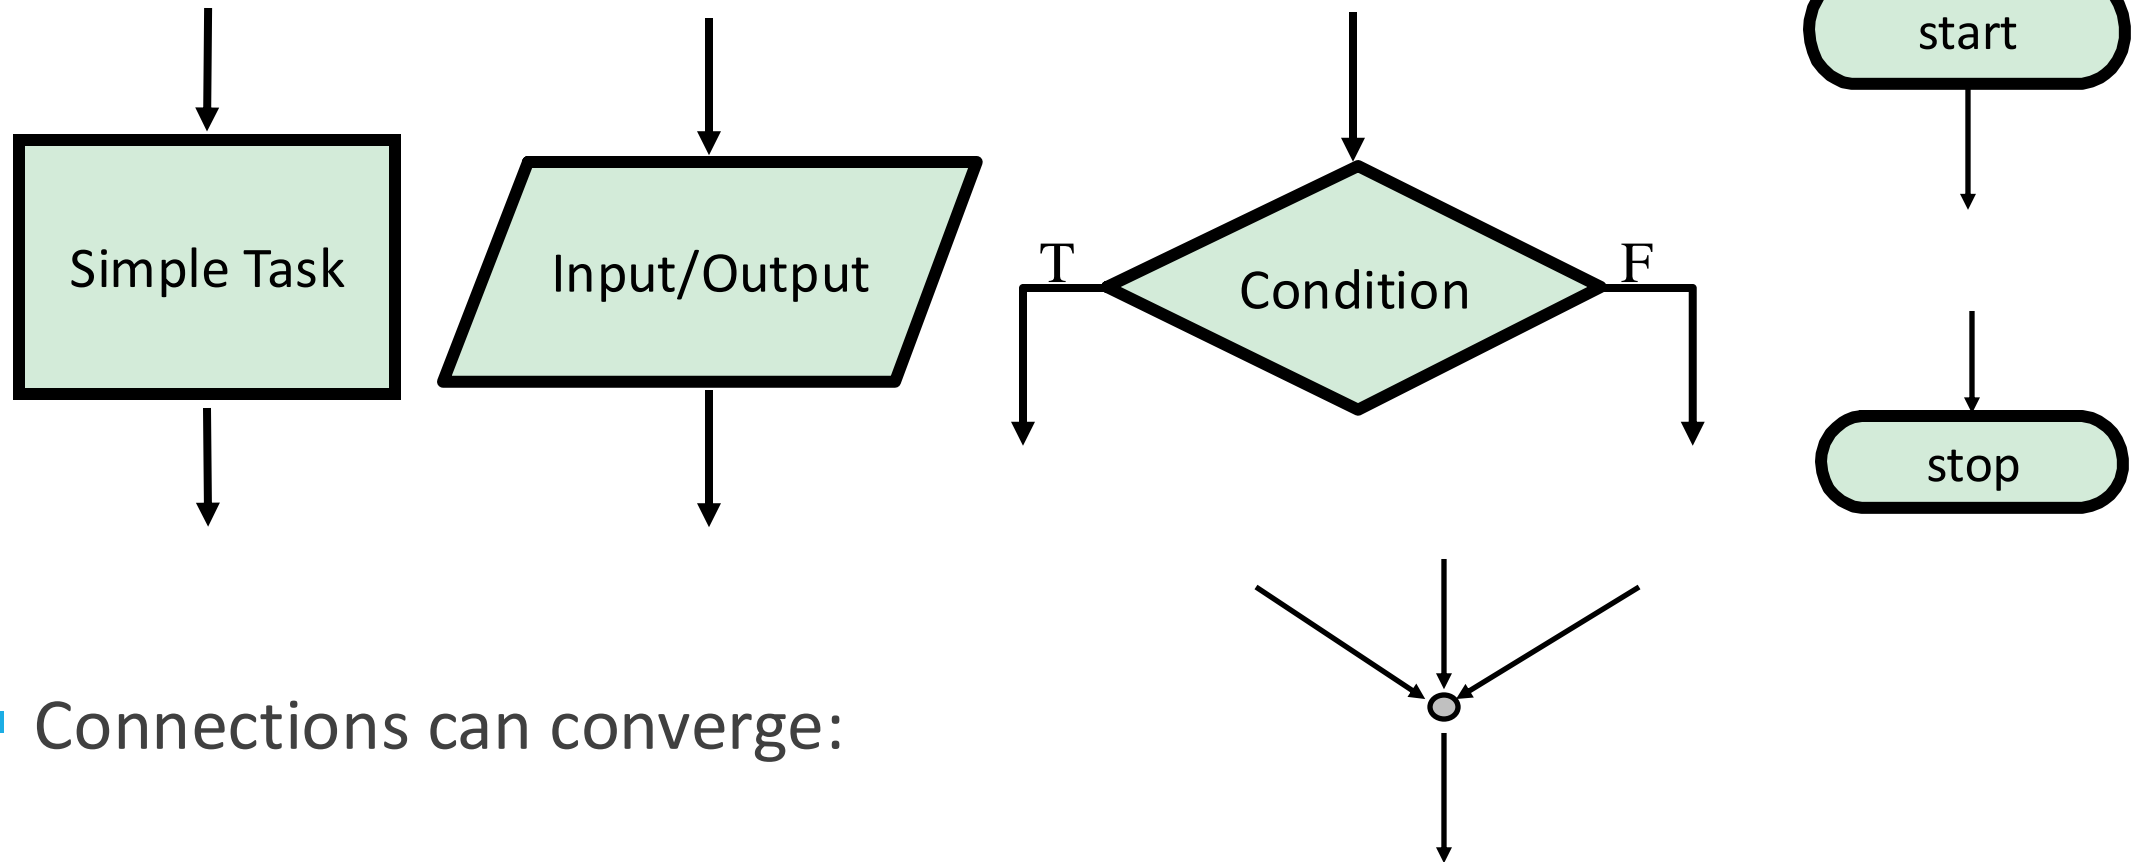 start
Simple Task
Input/Output
T
Condition
F
stop
Connections can converge: